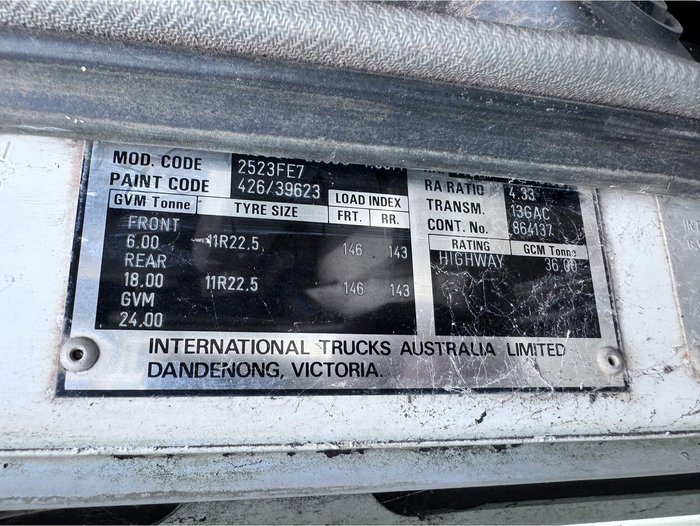 MOD. CODE 2523FE7
PAINT CODE 426/39623
GVM Tonne TYRE SIZE LOAD INDEX
FRT. RR.
FRONT
6.00 11R22.5 146 143
REAR
18.00 11R22.5 146 143
GVM
24.00
RA RATIO 4.33
TRANSM. 136AC
CONT. No. 864137
RATING GCM Tonne
HIGHWAY 36.00
INTERNATIONAL TRUCKS AUSTRALIA LIMITED
DANDENONG, VICTORIA.